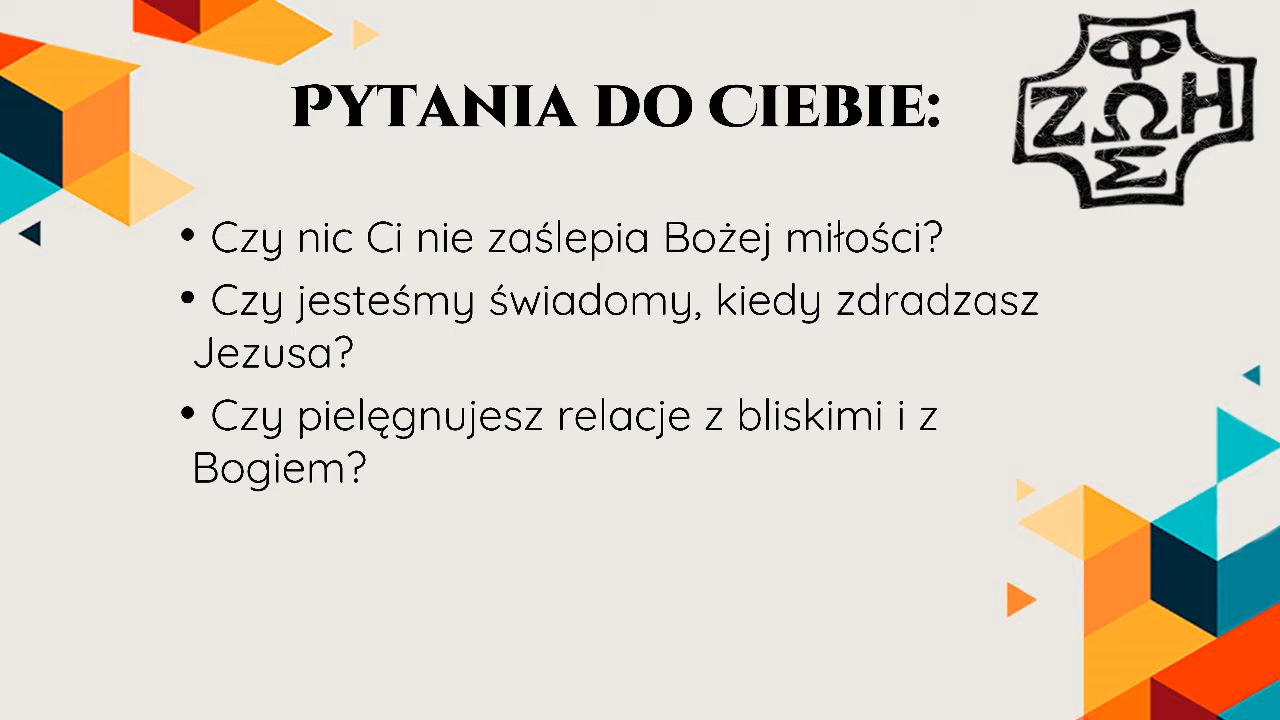 Pytania do Ciebie:
Φ
ΖΩΗ
Σ
• Czy nic Ci nie zaślepia Bożej miłości?
• Czy jesteśmy świadomy, kiedy zdradzasz
Jezusa?
• Czy pielęgnujesz relacje z bliskimi i z
Bogiem?